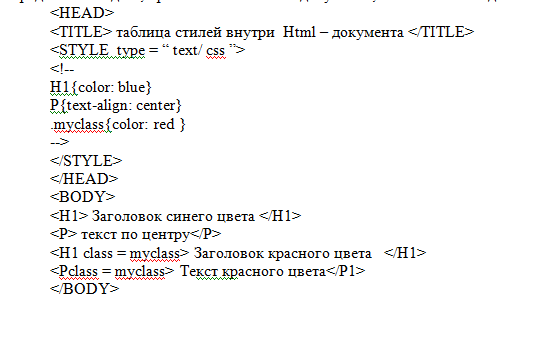 <HEAD>
<TITLE> таблица стилей внутри Html – документа </TITLE>
<STYLE type = “ text/ css ”>
<!--
H1{color: blue}
P{text-align: center}
.myclass{color: red }
-->
</STYLE>
</HEAD>
<BODY>
<H1> Заголовок синего цвета </H1>
<P> текст по центру</P>
<H1 class = myclass> Заголовок красного цвета </H1>
<Pclass = myclass> Текст красного цвета</P1>
</BODY>